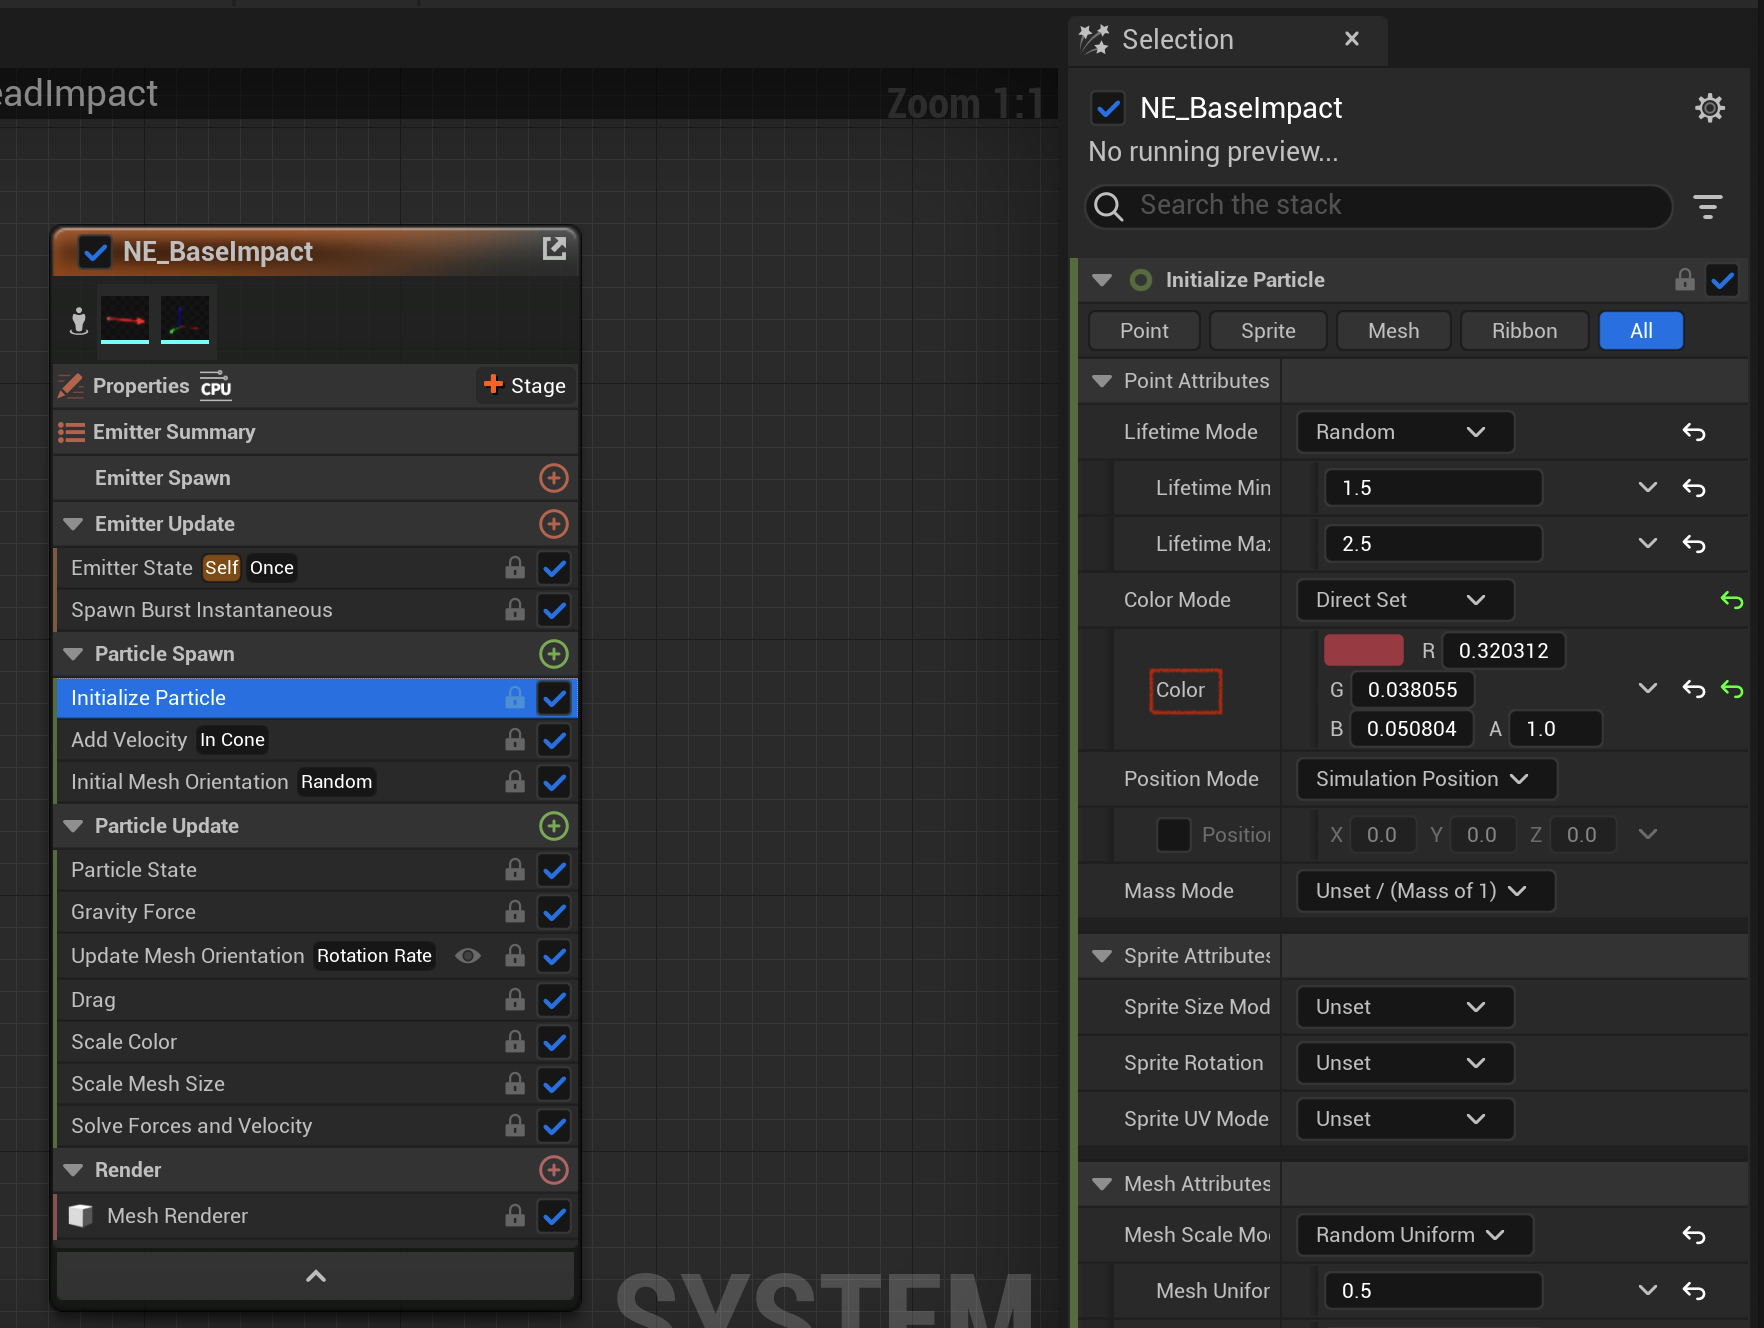 eadImpact
Zoom 1:1
NE_BaseImpact
Properties CPU Stage
Emitter Summary
Emitter Spawn
Emitter Update
Emitter State Self Once
Spawn Burst Instantaneous
Particle Spawn
Initialize Particle
Add Velocity In Cone
Initial Mesh Orientation Random
Particle Update
Particle State
Gravity Force
Update Mesh Orientation Rotation Rate
Drag
Scale Color
Scale Mesh Size
Solve Forces and Velocity
Render
Mesh Renderer
SYSTEM
Selection
NE_BaseImpact
No running preview...
Search the stack
Initialize Particle
Point Sprite Mesh Ribbon All
Point Attributes
Lifetime Mode Random
Lifetime Min 1.5
Lifetime Max 2.5
Color Mode Direct Set
R 0.320312
Color G 0.038055
B 0.050804 A 1.0
Position Mode Simulation Position
Position X 0.0 Y 0.0 Z 0.0
Mass Mode Unset / (Mass of 1)
Sprite Attributes
Sprite Size Mod Unset
Sprite Rotation Unset
Sprite UV Mode Unset
Mesh Attributes
Mesh Scale Mo Random Uniform
Mesh Unifor 0.5